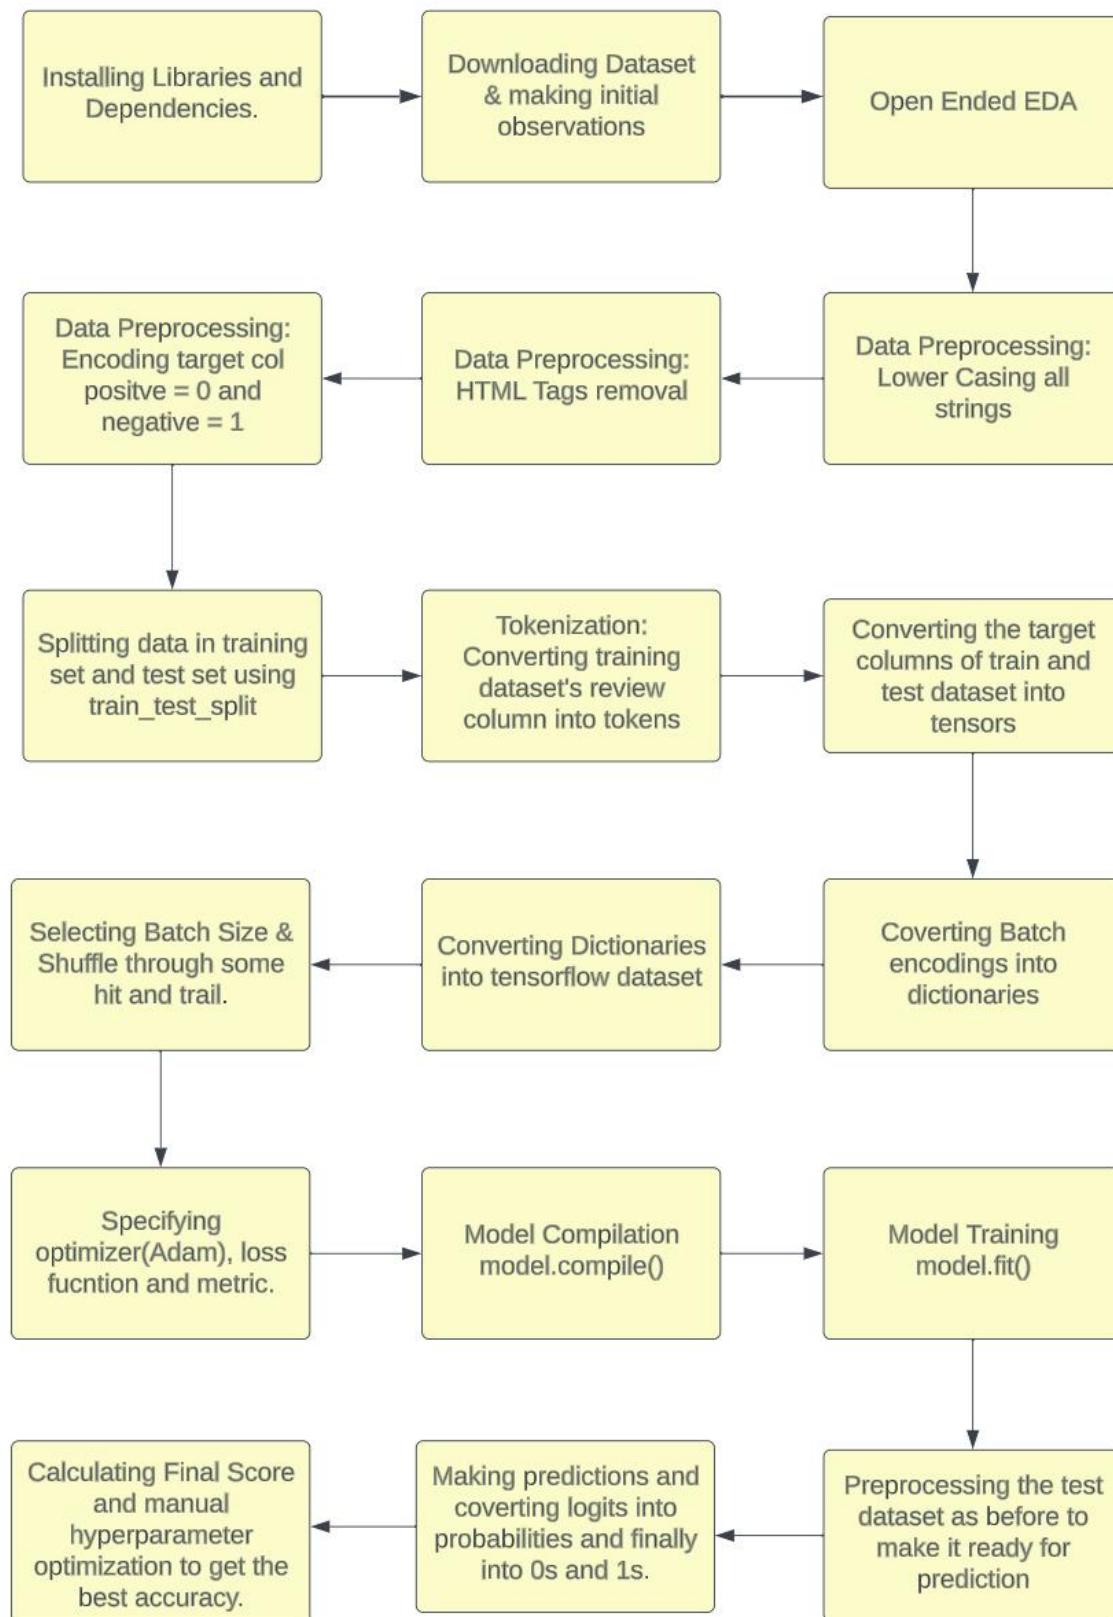 Installing Libraries and
Dependencies.
Downloading Dataset
& making initial
observations
Open Ended EDA
Data Preprocessing:
Lower Casing all
strings
Data Preprocessing:
HTML Tags removal
Data Preprocessing:
Encoding target col
positve = 0 and
negative = 1
Splitting data in training
set and test set using
train_test_split
Tokenization:
Converting training
dataset's review
column into tokens
Converting the target
columns of train and
test dataset into
tensors
Coverting Batch
encodings into
dictionaries
Converting Dictionaries
into tensorflow dataset
Selecting Batch Size &
Shuffle through some
hit and trail.
Specifying
optimizer(Adam), loss
fucntion and metric.
Model Compilation
model.compile()
Model Training
model.fit()
Preprocessing the test
dataset as before to
make it ready for
prediction
Making predictions and
coverting logits into
probabilities and finally
into 0s and 1s.
Calculating Final Score
and manual
hyperparameter
optimization to get the
best accuracy.